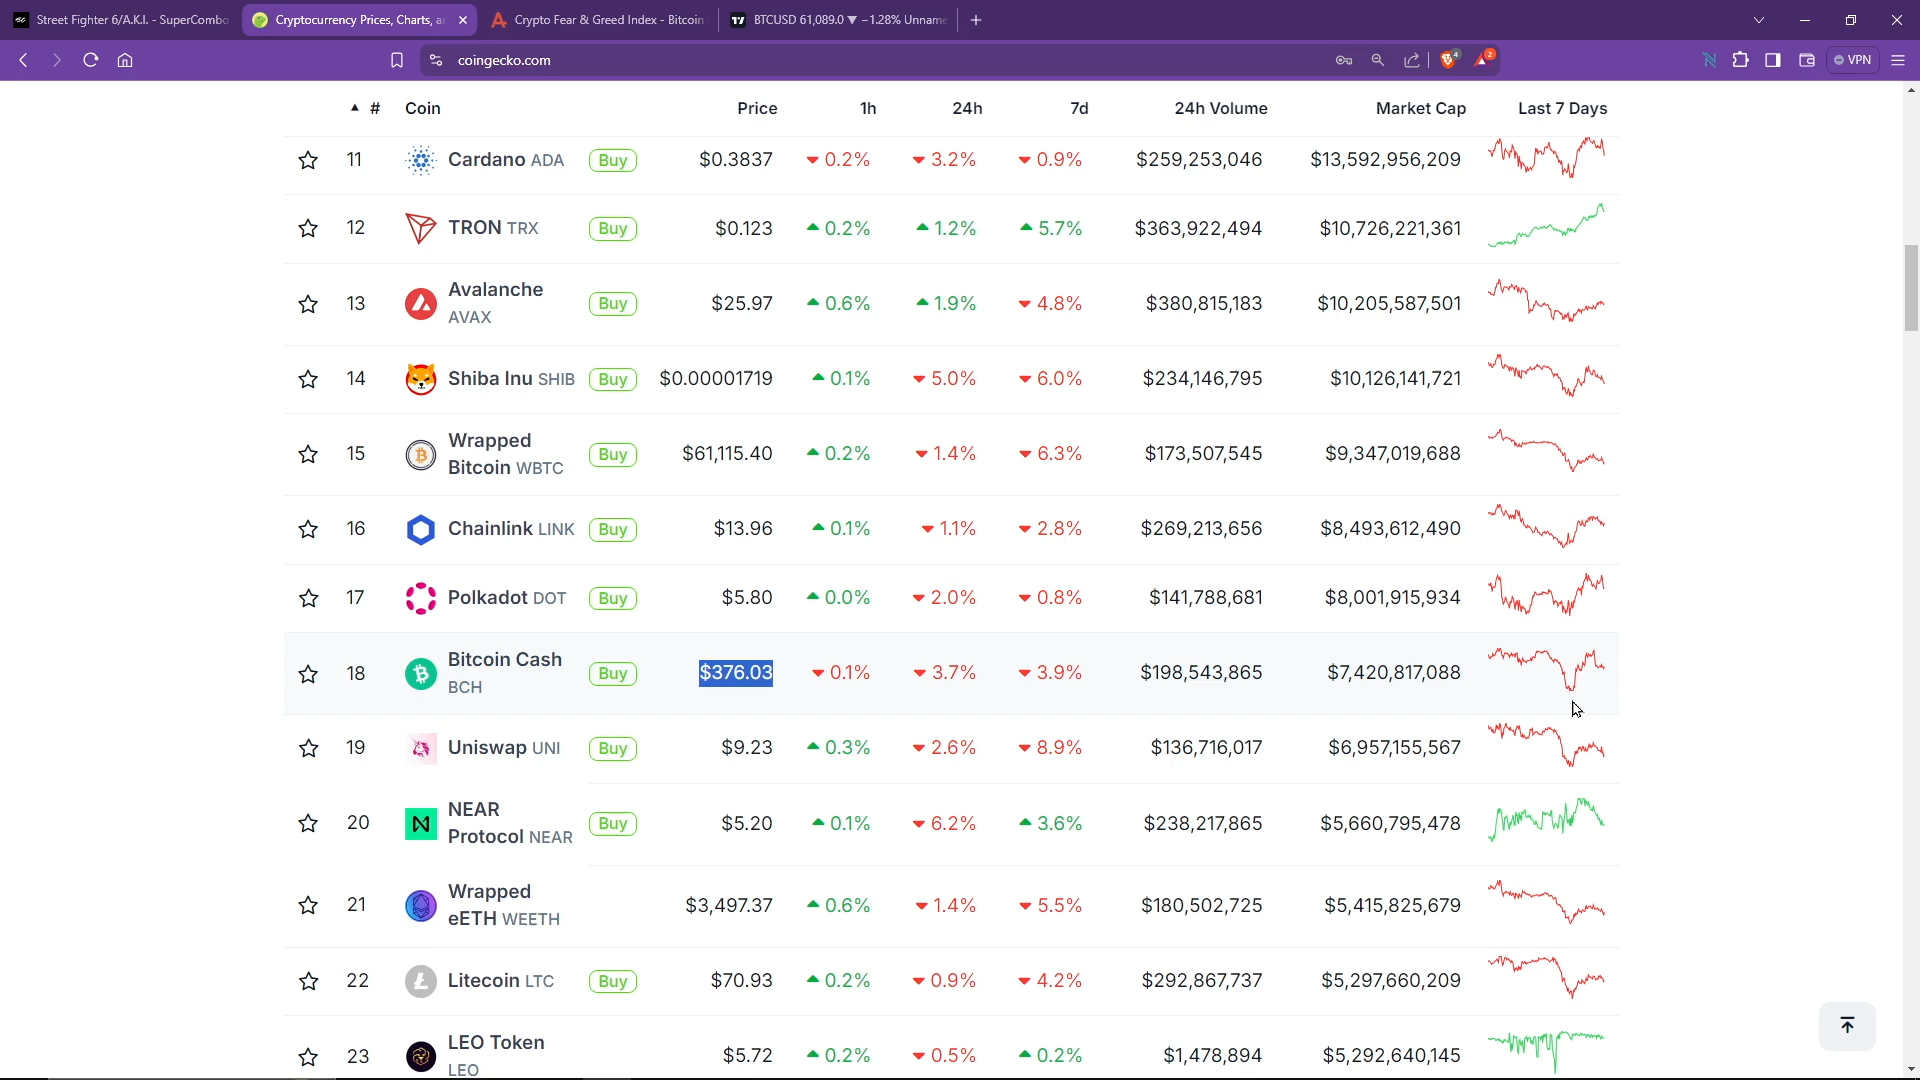 Street Fighter 6/A.K.I. - SuperCombo
Cryptocurrency Prices, Charts, ar
Crypto Fear & Greed Index - Bitcoin
BTCUSD 61,089.0 ▼ −1.28% Unname
coingecko.com
4
2
VPN
▲ # Coin Price 1h 24h 7d 24h Volume Market Cap Last 7 Days
11 Cardano ADA Buy $0.3837 ▼ 0.2% ▼ 3.2% ▼ 0.9% $259,253,046 $13,592,956,209
12 TRON TRX Buy $0.123 ▲ 0.2% ▲ 1.2% ▲ 5.7% $363,922,494 $10,726,221,361
13 Avalanche AVAX Buy $25.97 ▲ 0.6% ▲ 1.9% ▼ 4.8% $380,815,183 $10,205,587,501
14 Shiba Inu SHIB Buy $0.00001719 ▲ 0.1% ▼ 5.0% ▼ 6.0% $234,146,795 $10,126,141,721
15 Wrapped Bitcoin WBTC Buy $61,115.40 ▲ 0.2% ▼ 1.4% ▼ 6.3% $173,507,545 $9,347,019,688
16 Chainlink LINK Buy $13.96 ▲ 0.1% ▼ 1.1% ▼ 2.8% $269,213,656 $8,493,612,490
17 Polkadot DOT Buy $5.80 ▲ 0.0% ▼ 2.0% ▼ 0.8% $141,788,681 $8,001,915,934
18 Bitcoin Cash BCH Buy $376.03 ▼ 0.1% ▼ 3.7% ▼ 3.9% $198,543,865 $7,420,817,088
19 Uniswap UNI Buy $9.23 ▲ 0.3% ▼ 2.6% ▼ 8.9% $136,716,017 $6,957,155,567
20 NEAR Protocol NEAR Buy $5.20 ▲ 0.1% ▼ 6.2% ▲ 3.6% $238,217,865 $5,660,795,478
21 Wrapped eETH WEETH $3,497.37 ▲ 0.6% ▼ 1.4% ▼ 5.5% $180,502,725 $5,415,825,679
22 Litecoin LTC Buy $70.93 ▲ 0.2% ▼ 0.9% ▼ 4.2% $292,867,737 $5,297,660,209
23 LEO Token LEO $5.72 ▲ 0.2% ▼ 0.5% ▲ 0.2% $1,478,894 $5,292,640,145